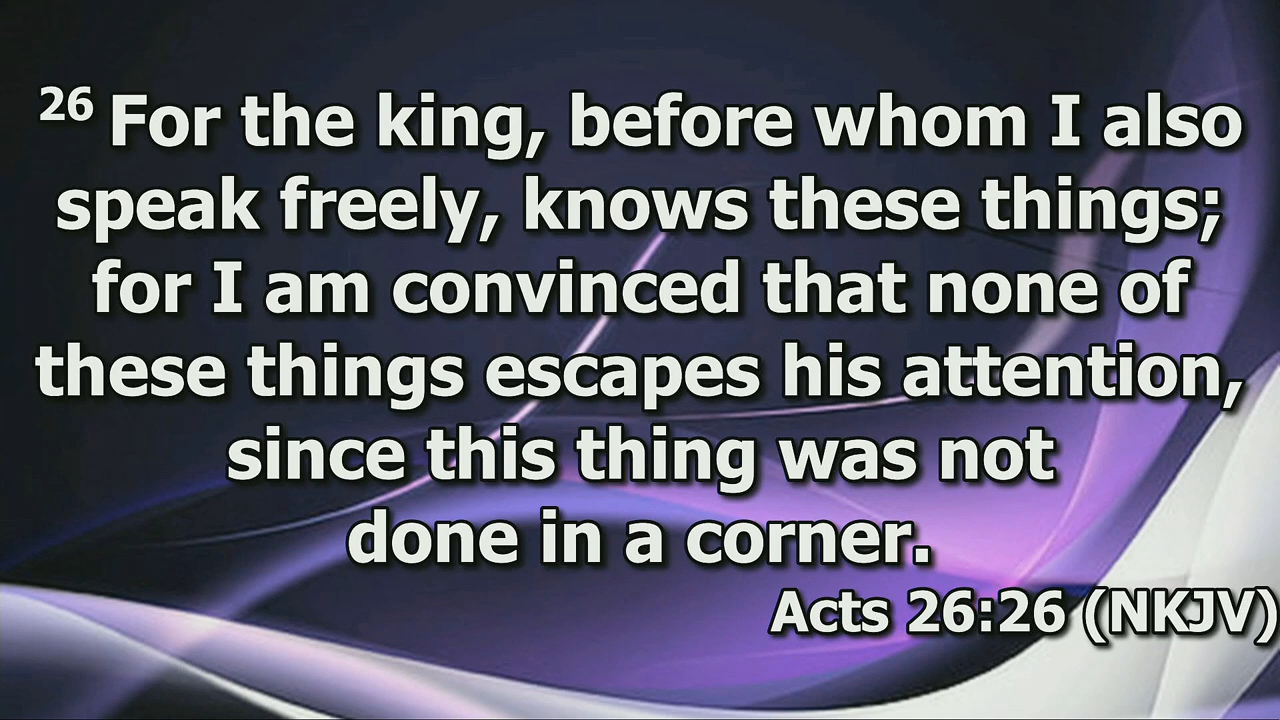 26 For the king, before whom I also
speak freely, knows these things;
for I am convinced that none of
these things escapes his attention,
since this thing was not
done in a corner.
Acts 26:26 (NKJV)